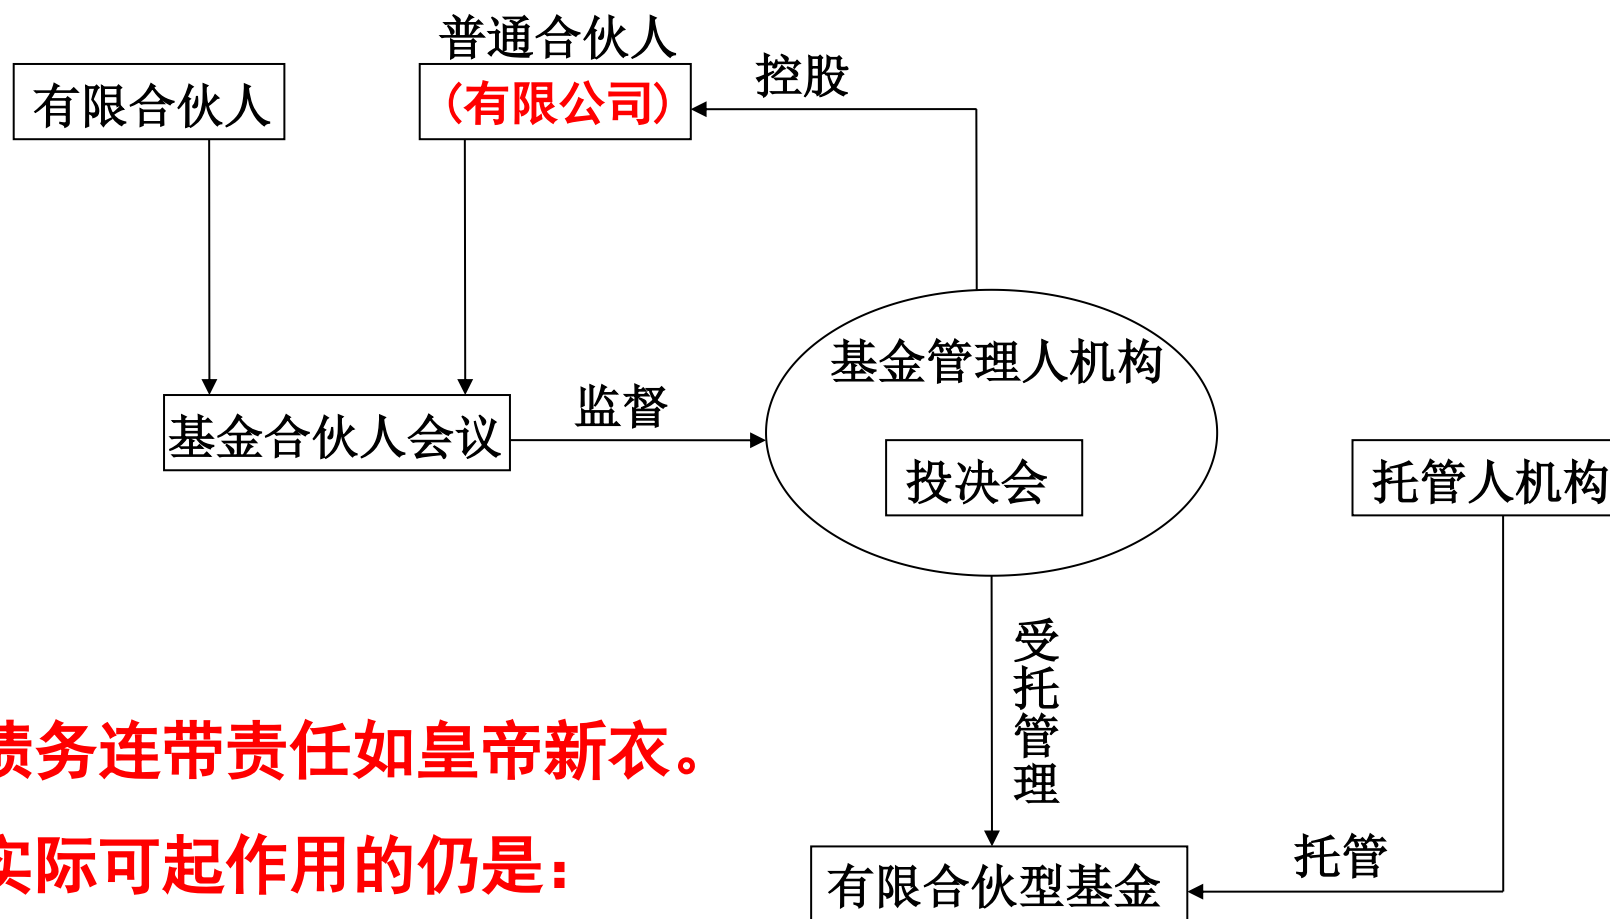 普通合伙人
有限合伙人
(有限公司)
控股
基金管理人机构
基金合伙人会议
监督
投决会
托管人机构
受托管理
债务连带责任如皇帝新衣。
实际可起作用的仍是：
托管
有限合伙型基金